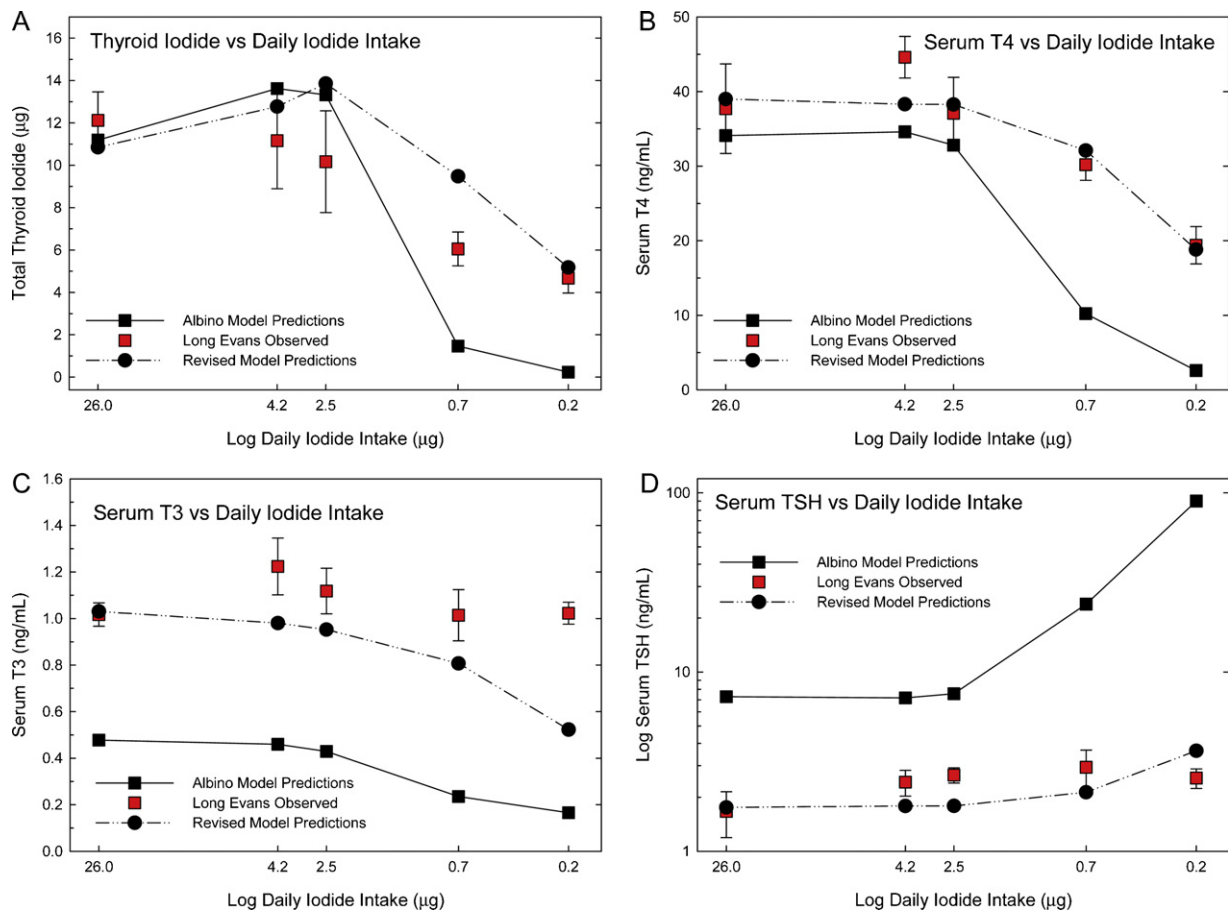 A
Thyroid Iodide vs Daily Iodide Intake
16
14
12
10
8
6
4
2
0
Total Thyroid Iodide (μg)
Albino Model Predictions
Long Evans Observed
Revised Model Predictions
26.0 4.2 2.5 0.7 0.2
Log Daily Iodide Intake (μg)
B
Serum T4 vs Daily Iodide Intake
50
40
30
20
10
0
Serum T4 (ng/mL)
Albino Model Predictions
Long Evans Observed
Revised Model Predictions
26.0 4.2 2.5 0.7 0.2
Log Daily Iodide Intake (μg)
C
Serum T3 vs Daily Iodide Intake
1.6
1.4
1.2
1.0
0.8
0.6
0.4
0.2
0.0
Serum T3 (ng/mL)
Albino Model Predictions
Long Evans Observed
Revised Model Predictions
26.0 4.2 2.5 0.7 0.2
Log Daily Iodide Intake (μg)
D
Serum TSH vs Daily Iodide Intake
100
10
1
Log Serum TSH (ng/mL)
Albino Model Predictions
Long Evans Observed
Revised Model Predictions
26.0 4.2 2.5 0.7 0.2
Log Daily Iodide Intake (μg)